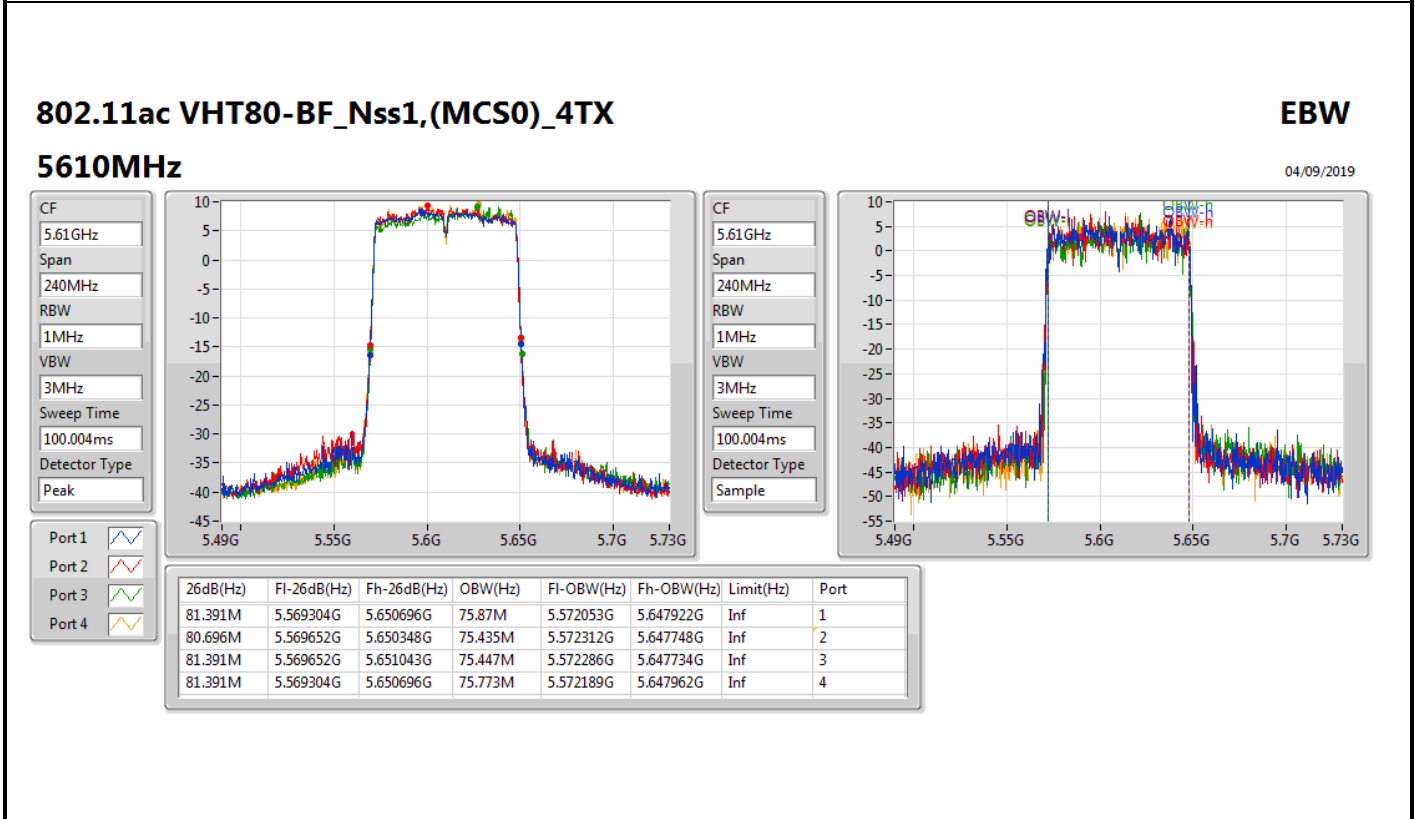 802.11ac VHT80-BF_Nss1,(MCS0)_4TX
EBW
5610MHz
04/09/2019
CF
5.61GHz
Span
240MHz
RBW
1MHz
VBW
3MHz
Sweep Time
100.004ms
Detector Type
Peak
10
5
0
-5
-10
-15
-20
-25
-30
-35
-40
-45
5.49G 5.55G 5.6G 5.65G 5.7G 5.73G
CF
5.61GHz
Span
240MHz
RBW
1MHz
VBW
3MHz
Sweep Time
100.004ms
Detector Type
Sample
10
5
0
-5
-10
-15
-20
-25
-30
-35
-40
-45
-50
-55
5.49G 5.55G 5.6G 5.65G 5.7G 5.73G
Port 1
Port 2
Port 3
Port 4
26dB(Hz) Fl-26dB(Hz) Fh-26dB(Hz) OBW(Hz) Fl-OBW(Hz) Fh-OBW(Hz) Limit(Hz) Port
81.391M 5.569304G 5.650696G 75.87M 5.572053G 5.647922G Inf 1
80.696M 5.569652G 5.650348G 75.435M 5.572312G 5.647748G Inf 2
81.391M 5.569652G 5.651043G 75.447M 5.572286G 5.647734G Inf 3
81.391M 5.569304G 5.650696G 75.773M 5.572189G 5.647962G Inf 4